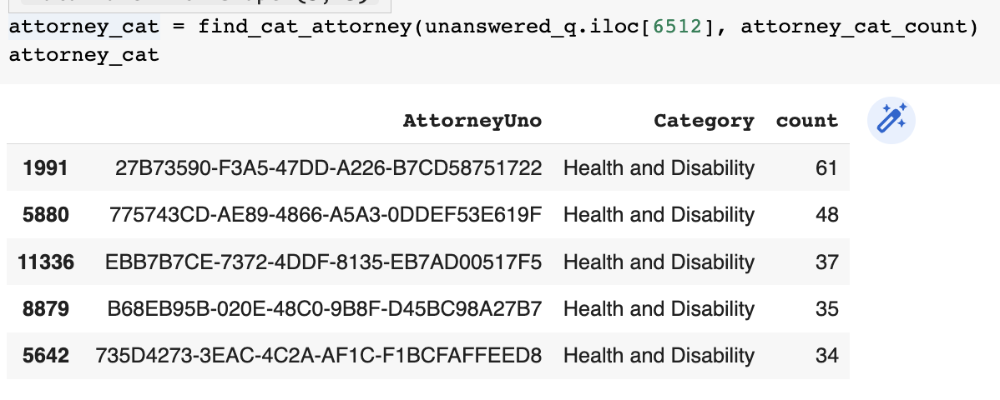 attorney_cat = find_cat_attorney(unanswered_q.iloc[6512], attorney_cat_count)
attorney_cat
AttorneyUno Category count
1991 27B73590-F3A5-47DD-A226-B7CD58751722 Health and Disability 61
5880 775743CD-AE89-4866-A5A3-0DDEF53E619F Health and Disability 48
11336 EBB7B7CE-7372-4DDF-8135-EB7AD00517F5 Health and Disability 37
8879 B68EB95B-020E-48C0-9B8F-D45BC98A27B7 Health and Disability 35
5642 735D4273-3EAC-4C2A-AF1C-F1BCFAFFEED8 Health and Disability 34